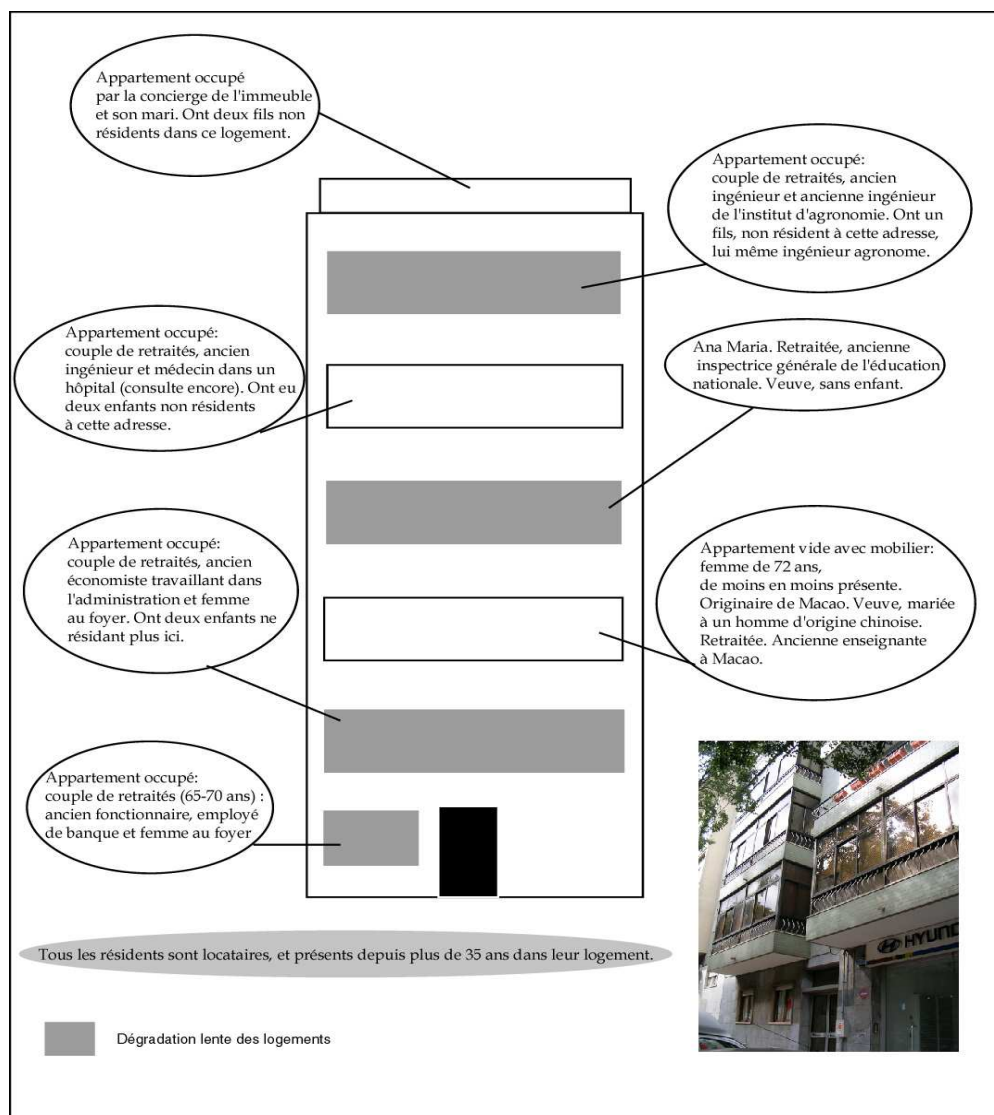 Appartement occupé
par la concierge de l'immeuble
et son mari. Ont deux fils non
résidents dans ce logement.
Appartement occupé:
couple de retraités, ancien
ingénieur et ancienne ingénieur
de l'institut d'agronomie. Ont un
fils, non résident à cette adresse,
lui même ingénieur agronome.
Appartement occupé:
couple de retraités, ancien
ingénieur et médecin dans un
hôpital (consulte encore). Ont eu
deux enfants non résidents
à cette adresse.
Ana Maria. Retraitée, ancienne
inspectrice générale de l'éducation
nationale. Veuve, sans enfant.
Appartement occupé:
couple de retraités, ancien
économiste travaillant dans
l'administration et femme
au foyer. Ont deux enfants ne
résidant plus ici.
Appartement vide avec mobilier:
femme de 72 ans,
de moins en moins présente.
Originaire de Macao. Veuve, mariée
à un homme d'origine chinoise.
Retraitée. Ancienne enseignante
à Macao.
Appartement occupé:
couple de retraités (65-70 ans) :
ancien fonctionnaire, employé
de banque et femme au foyer
HYUND
Tous les résidents sont locataires, et présents depuis plus de 35 ans dans leur logement.
Dégradation lente des logements